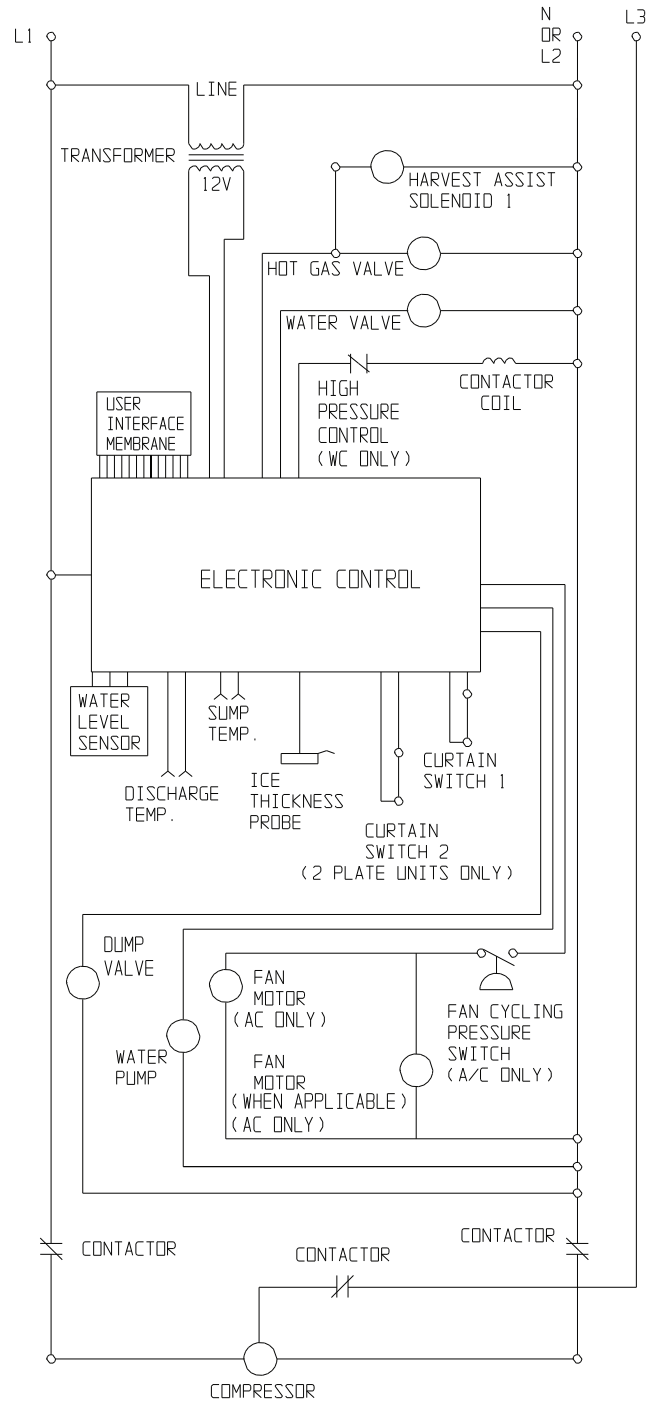 L1
N
OR
L2
L3
LINE
TRANSFORMER
12V
HARVEST ASSIST
SOLENOID 1
HOT GAS VALVE
WATER VALVE
HIGH
PRESSURE
CONTROL
(WC ONLY)
CONTACTOR
COIL
USER
INTERFACE
MEMBRANE
ELECTRONIC CONTROL
WATER
LEVEL
SENSOR
SUMP
TEMP.
DISCHARGE
TEMP.
ICE
THICKNESS
PROBE
CURTAIN
SWITCH 1
CURTAIN
SWITCH 2
(2 PLATE UNITS ONLY)
DUMP
VALVE
FAN
MOTOR
(AC ONLY)
WATER
PUMP
FAN
MOTOR
(WHEN APPLICABLE)
(AC ONLY)
FAN CYCLING
PRESSURE
SWITCH
(A/C ONLY)
CONTACTOR
CONTACTOR
CONTACTOR
COMPRESSOR